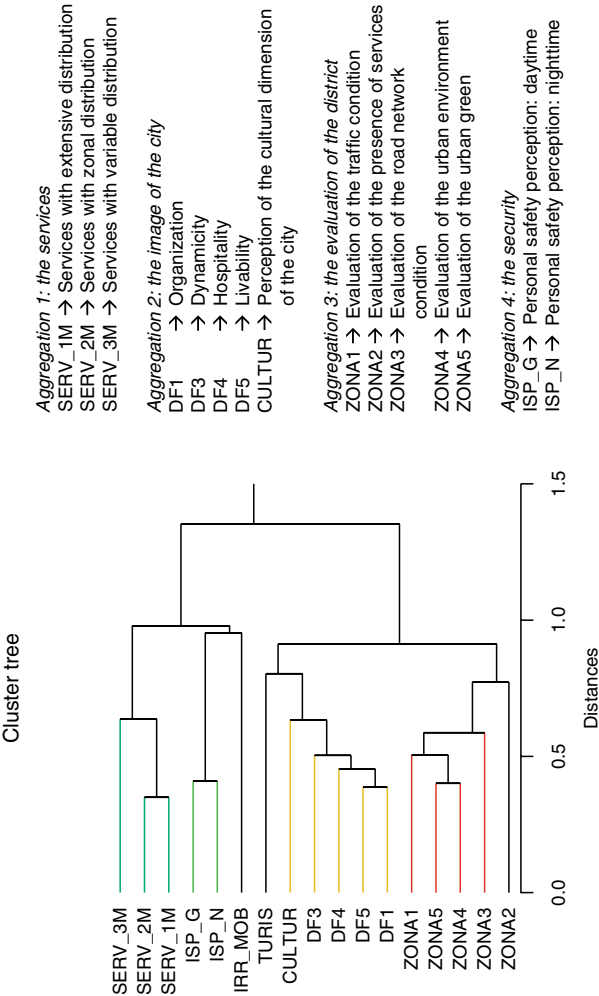 Cluster tree
SERV_3M
SERV_2M
SERV_1M
ISP_G
ISP_N
IRR_MOB
TURIS
CULTUR
DF3
DF4
DF5
DF1
ZONA1
ZONA5
ZONA4
ZONA3
ZONA2
0.0 0.5 1.0 1.5
Distances
Aggregation 1: the services
SERV_1M → Services with extensive distribution
SERV_2M → Services with zonal distribution
SERV_3M → Services with variable distribution
Aggregation 2: the image of the city
DF1 → Organization
DF3 → Dynamicity
DF4 → Hospitality
DF5 → Livability
CULTUR → Perception of the cultural dimension
of the city
Aggregation 3: the evaluation of the district
ZONA1 → Evaluation of the traffic condition
ZONA2 → Evaluation of the presence of services
ZONA3 → Evaluation of the road network
condition
ZONA4 → Evaluation of the urban environment
ZONA5 → Evaluation of the urban green
Aggregation 4: the security
ISP_G → Personal safety perception: daytime
ISP_N → Personal safety perception: nighttime